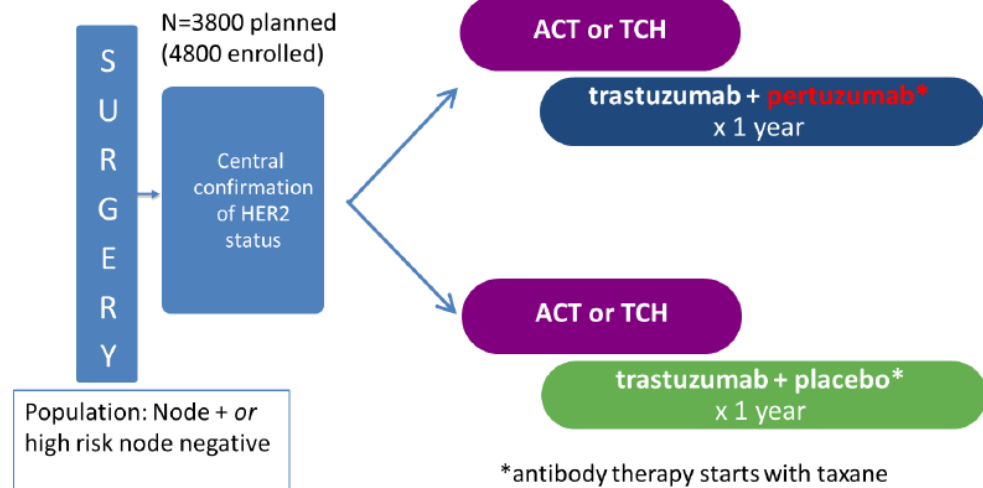 SURGERY
N=3800 planned
(4800 enrolled)
Central
confirmation
of HER2
status
ACT or TCH
trastuzumab + pertuzumab*
x 1 year
ACT or TCH
trastuzumab + placebo*
x 1 year
Population: Node + or
high risk node negative
*antibody therapy starts with taxane